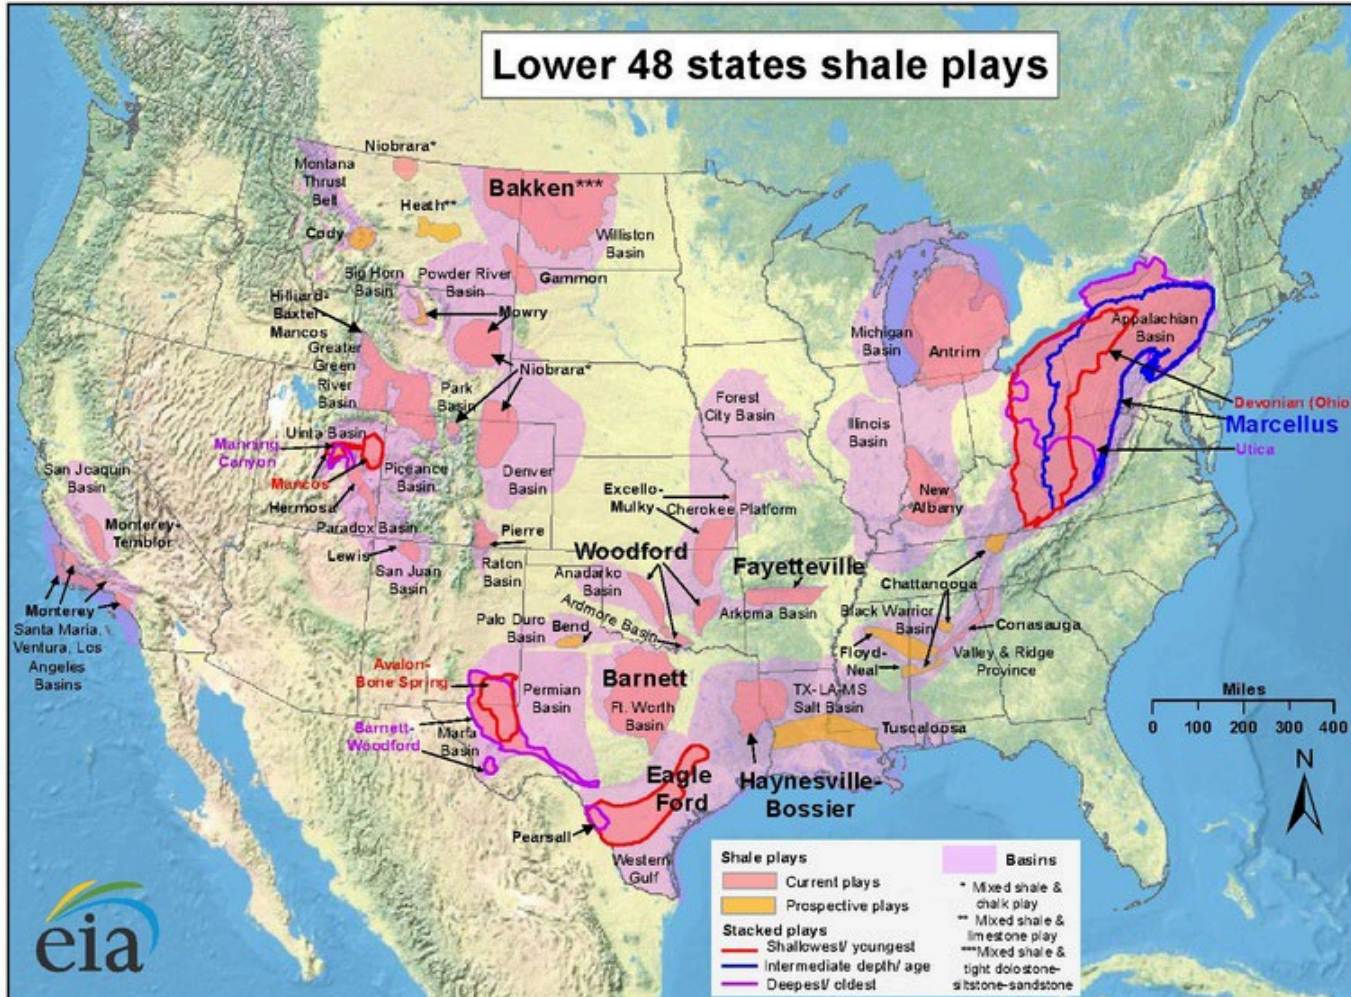 Lower 48 states shale plays
Niobrara*
Montana
Thrust
Belt
Bakken***
Heath**
Cody
Williston
Basin
Big Horn
Basin
Powder River
Basin
Gammon
Hilliard-
Baxter-
Mancos
Mowry
Greater
Green
River
Basin
Niobrara*
Park
Basin
Michigan
Basin
Antrim
Appalachian
Basin
Devonian (Ohio
Marcellus
Utica
Forest
City Basin
Illinois
Basin
Uinta Basin
Manning
Canyon
Mancos
Piceance
Basin
Denver
Basin
San Joaquin
Basin
Hermosa
Paradox Basin
Excello-
Mulky
Cherokee Platform
New
Albany
Monterey-
Temblor
Lewis
San Juan
Basin
Pierre
Raton
Basin
Woodford
Anadarko
Basin
Fayetteville
Arkoma Basin
Chattanooga
Monterey
Santa Maria,
Ventura, Los
Angeles
Basins
Palo Duro
Basin
Bend
Ardmore Basin
Black Warrior
Basin
Conasauga
Floyd-
Neal
Valley & Ridge
Province
Avalon-
Bone Spring
Permian
Basin
Barnett
Ft. Worth
Basin
TX-LA-MS
Salt Basin
Tuscaloosa
Barnett-
Woodford
Marfa
Basin
Eagle
Ford
Haynesville-
Bossier
Pearsall
Western
Gulf
Miles
0 100 200 300 400
N
Shale plays
Current plays
Prospective plays
Stacked plays
Shallowest/ youngest
Intermediate depth/ age
Deepest/ oldest
Basins
* Mixed shale &
chalk play
** Mixed shale &
limestone play
***Mixed shale &
tight dolostone-
siltstone-sandstone
eia